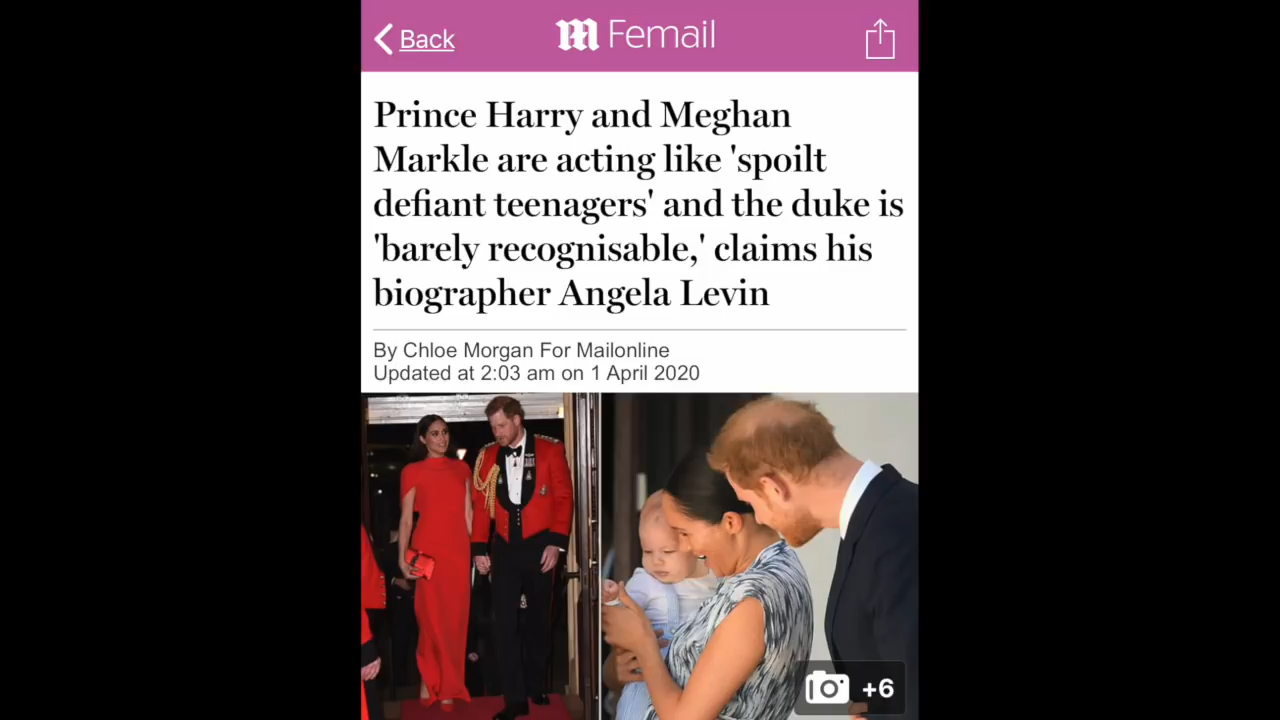 Back
Femail
Prince Harry and Meghan
Markle are acting like 'spoilt
defiant teenagers' and the duke is
'barely recognisable,' claims his
biographer Angela Levin
By Chloe Morgan For Mailonline
Updated at 2:03 am on 1 April 2020
+6